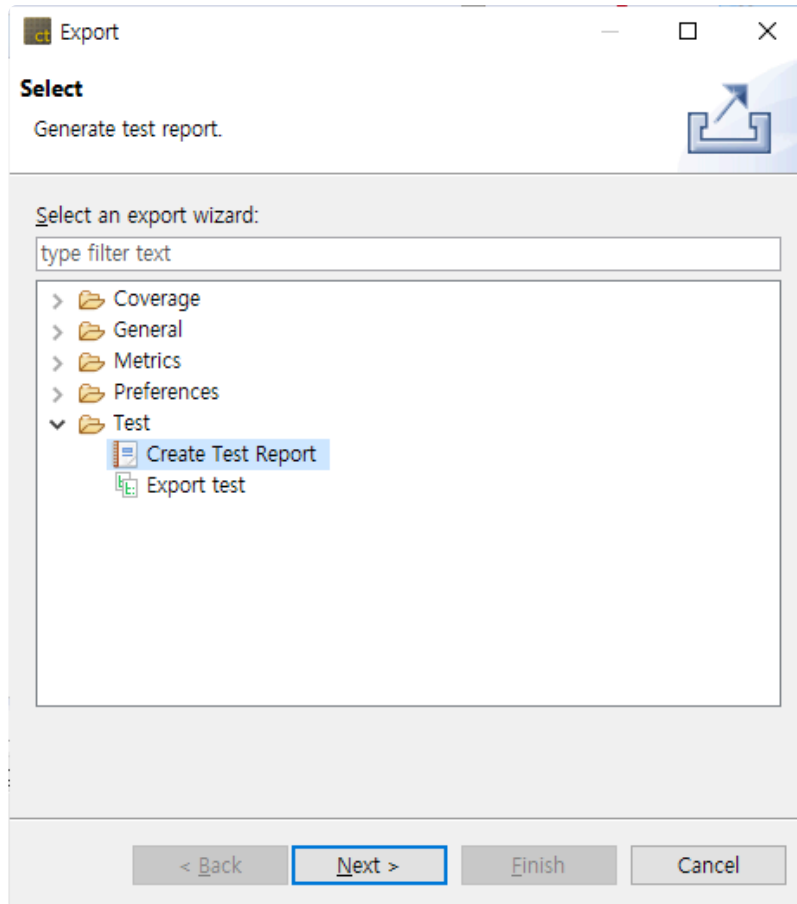 ct Export
Select
Generate test report.
Select an export wizard:
type filter text
Coverage
General
Metrics
Preferences
Test
Create Test Report
Export test
< Back Next > Finish Cancel